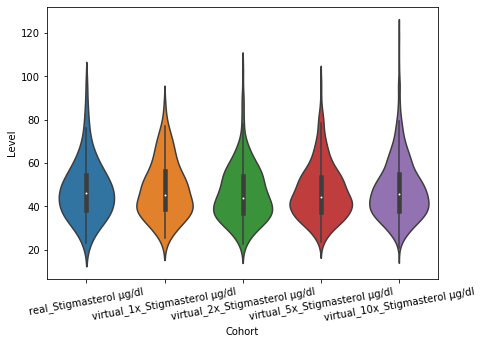 120
100
80
60
40
20
Level
real_Stigmasterol µg/dl
virtual_1x_Stigmasterol µg/dl
virtual_2x_Stigmasterol µg/dl
virtual_5x_Stigmasterol µg/dl
virtual_10x_Stigmasterol µg/dl
Cohort